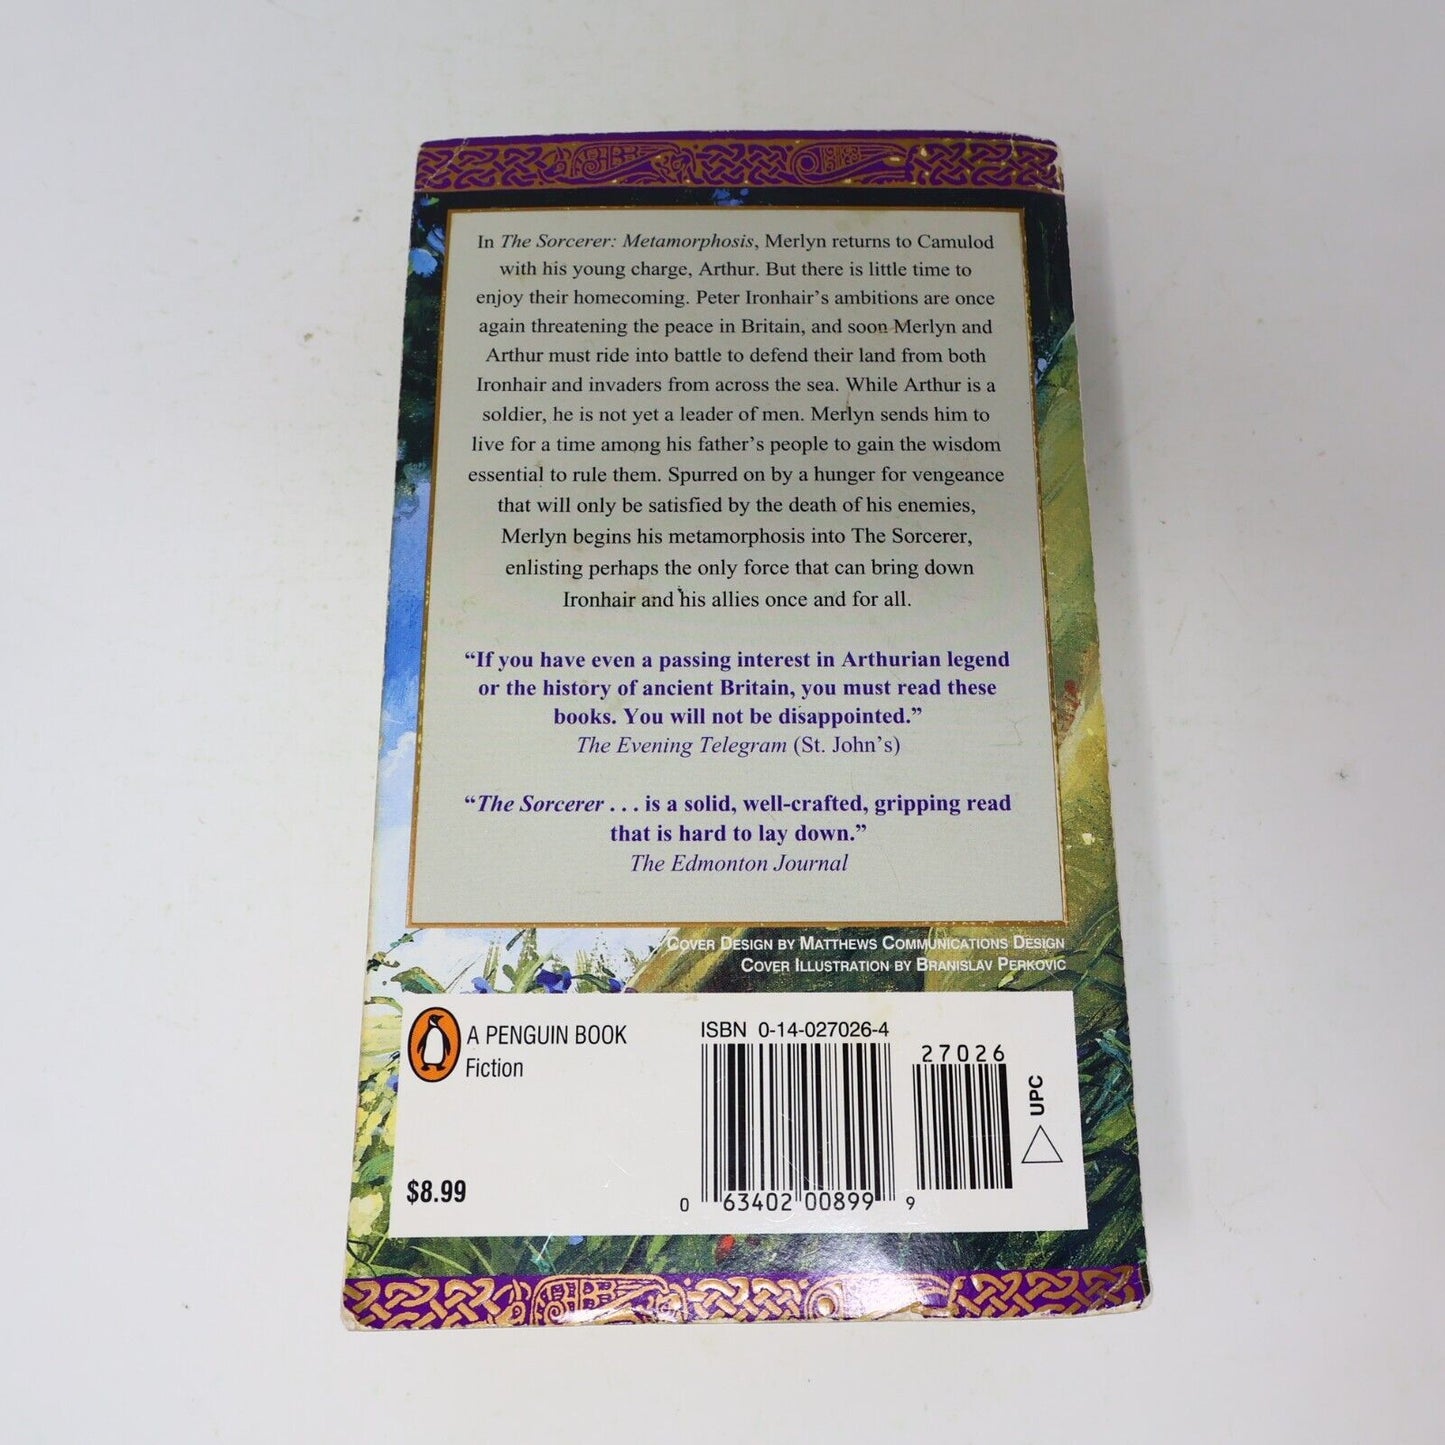 In The Sorcerer: Metamorphosis, Merlyn returns to Camulod
with his young charge, Arthur. But there is little time to
enjoy their homecoming. Peter Ironhair's ambitions are once
again threatening the peace in Britain, and soon Merlyn and
Arthur must ride into battle to defend their land from both
Ironhair and invaders from across the sea. While Arthur is a
soldier, he is not yet a leader of men. Merlyn sends him to
live for a time among his father's people to gain the wisdom
essential to rule them. Spurred on by a hunger for vengeance
that will only be satisfied by the death of his enemies,
Merlyn begins his metamorphosis into The Sorcerer,
enlisting perhaps the only force that can bring down
Ironhair and his allies once and for all.
“If you have even a passing interest in Arthurian legend
or the history of ancient Britain, you must read these
books. You will not be disappointed.”
The Evening Telegram (St. John's)
“The Sorcerer . . . is a solid, well-crafted, gripping read
that is hard to lay down.”
The Edmonton Journal
COVER DESIGN BY MATTHEWS COMMUNICATIONS DESIGN
COVER ILLUSTRATION BY BRANISLAV PERKOVIC
A PENGUIN BOOK
Fiction
$8.99
ISBN 0-14-027026-4
27026
0 63402 00899 9
UPC